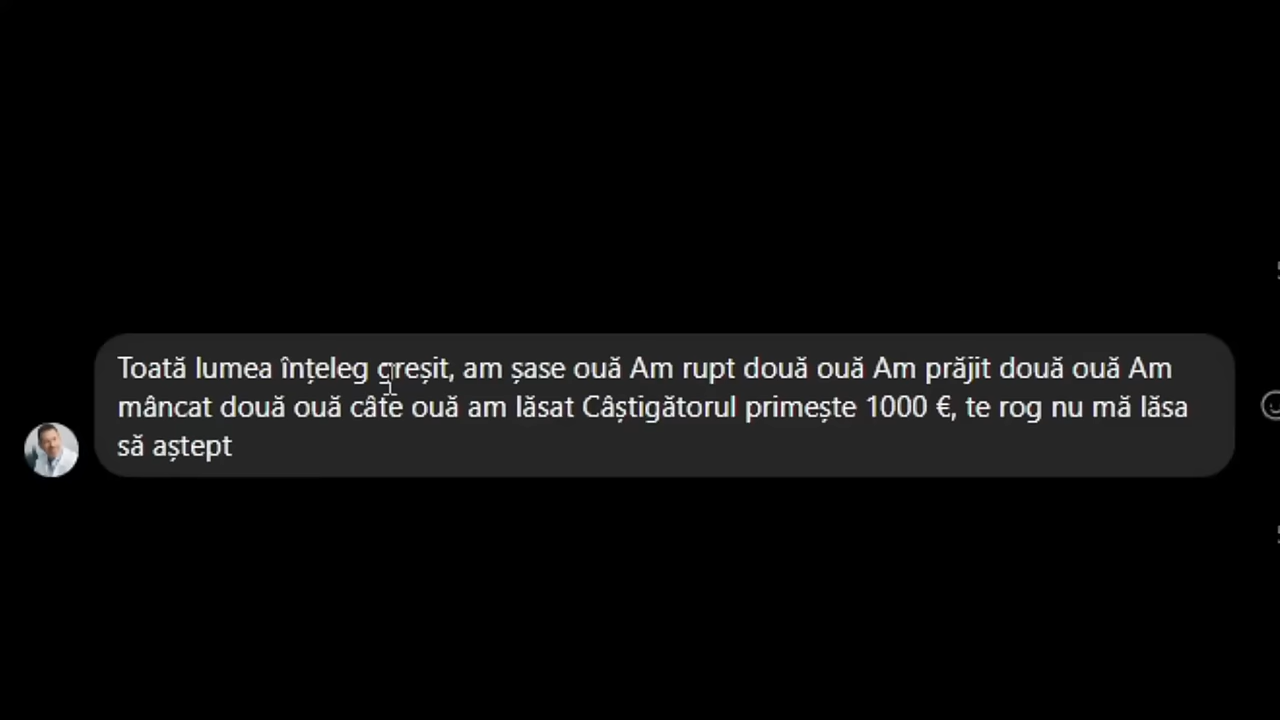 Toată lumea înțeleg creșit, am șase ouă Am rupt două ouă Am prăjit două ouă Am
mâncat două ouă câte ouă am lăsat Câștigătorul primește 1000 €, te rog nu mă lăsa
să aștept